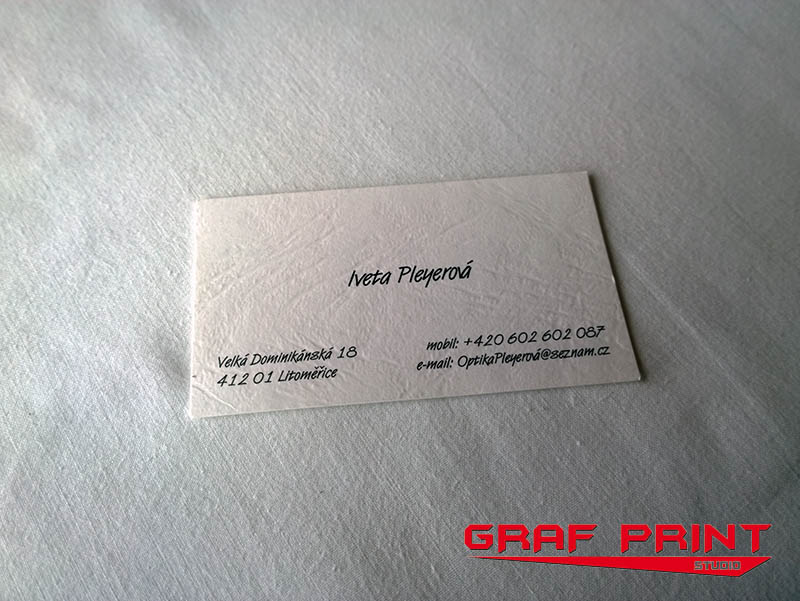 Iveta Pleyerová
Velká Dominikánská 18
412 01 Litoměřice
mobil: +420 602 602 087
e-mail: OptikaPleyerová@seznam.cz
GRAF PRINT
STUDIO